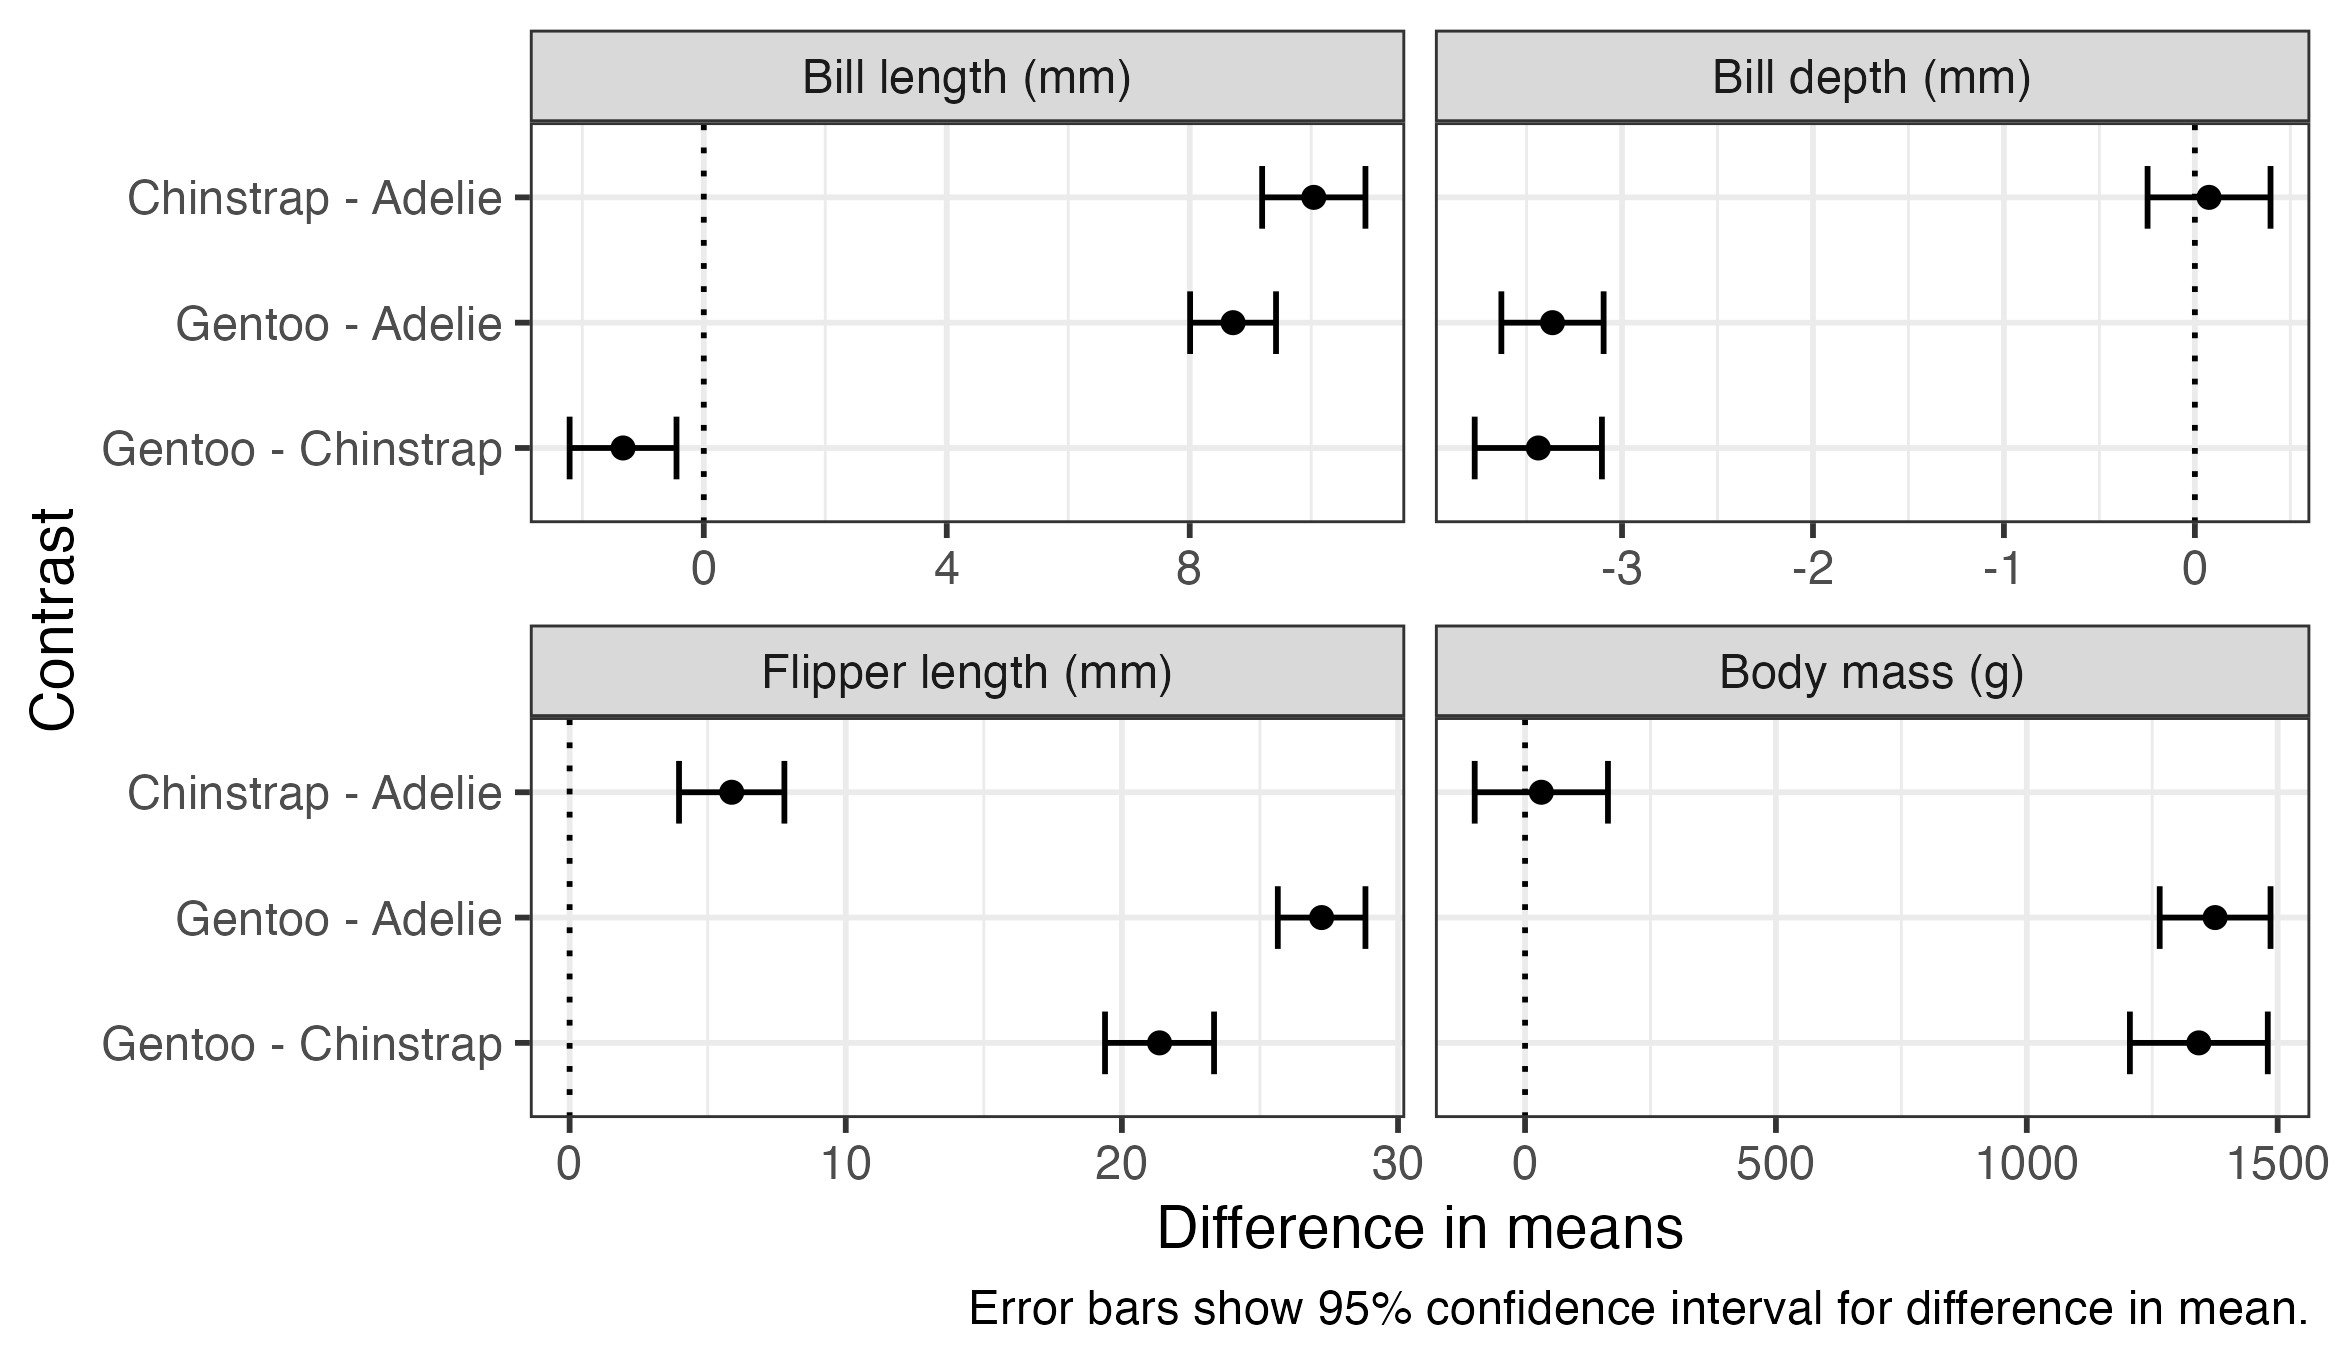 Bill length (mm)
Bill depth (mm)
Chinstrap - Adelie
Gentoo - Adelie
Gentoo - Chinstrap
0 4 8
-3 -2 -1 0
Contrast
Flipper length (mm)
Body mass (g)
Chinstrap - Adelie
Gentoo - Adelie
Gentoo - Chinstrap
0 10 20 30
0 500 1000 1500
Difference in means
Error bars show 95% confidence interval for difference in mean.